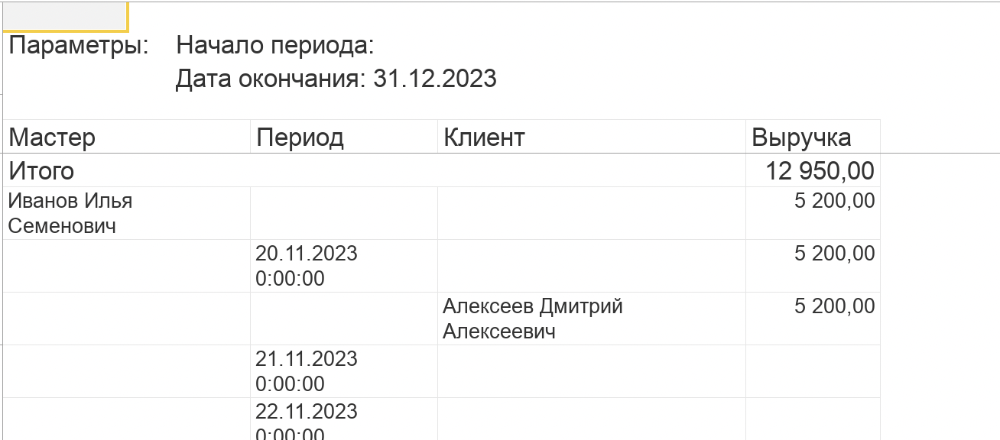 Параметры: Начало периода:
Дата окончания: 31.12.2023
Мастер Период Клиент Выручка
Итого 12 950,00
Иванов Илья 5 200,00
Семенович
20.11.2023 5 200,00
0:00:00
Алексеев Дмитрий 5 200,00
Алексеевич
21.11.2023
0:00:00
22.11.2023
0:00:00